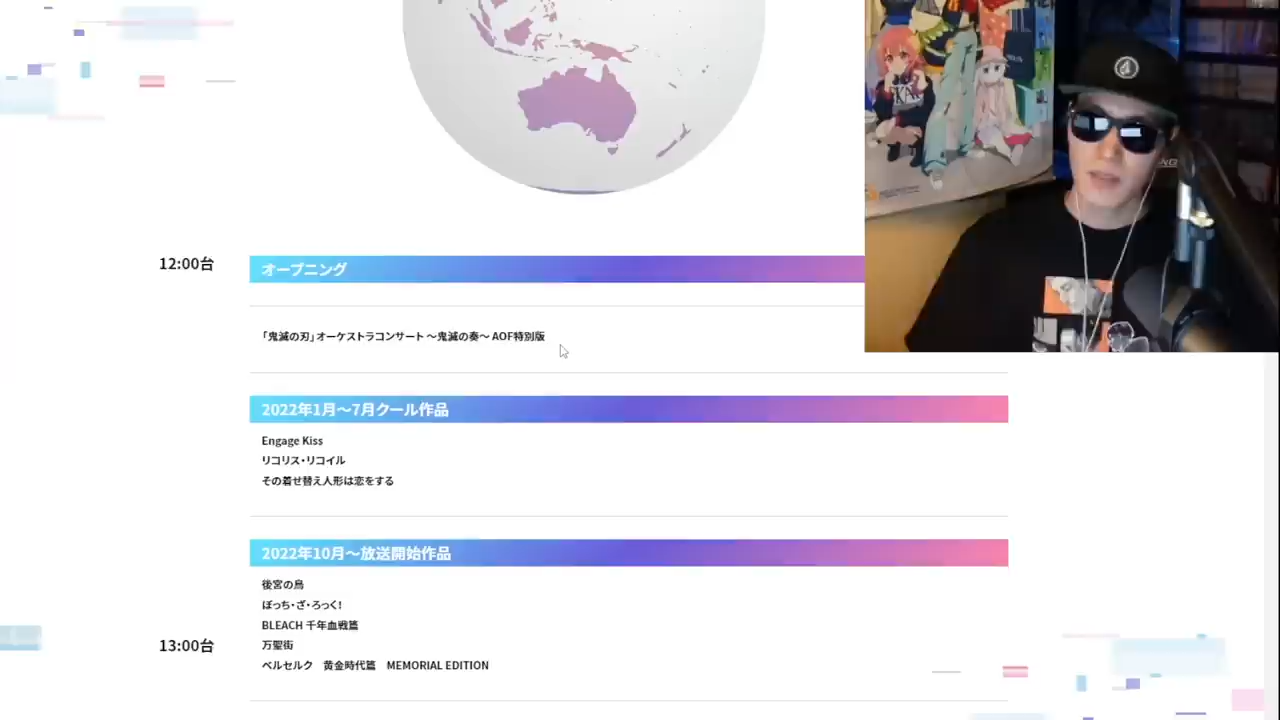 12:00台
オープニング
「鬼滅の刃」オーケストラコンサート ～鬼滅の奏～ AOF特別版
2022年1月～7月クール作品
Engage Kiss
リコリス・リコイル
その着せ替え人形は恋をする
2022年10月～放送開始作品
後宮の烏
ぼっち・ざ・ろっく!
BLEACH 千年血戦篇
13:00台
万聖街
ベルセルク　黄金時代篇　MEMORIAL EDITION